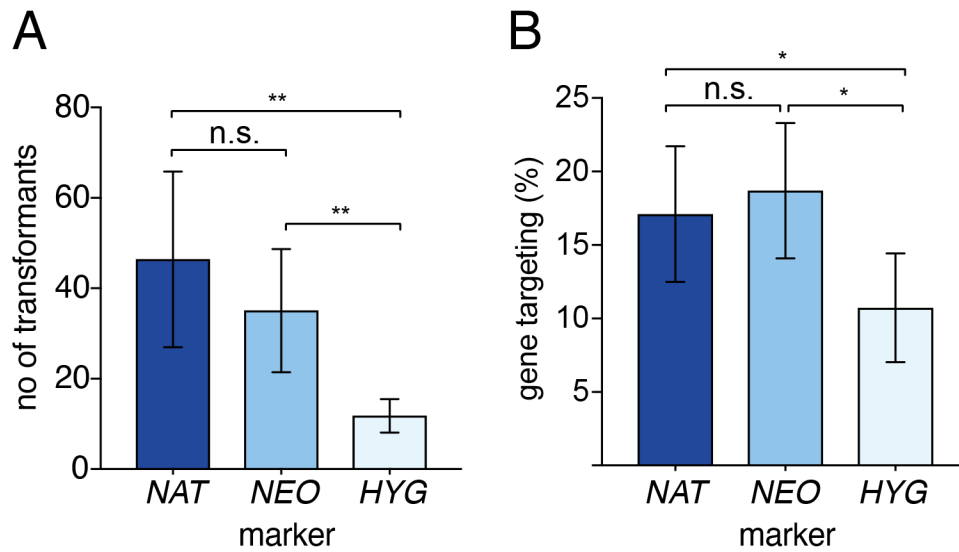 A
no of transformants
80
60
40
20
0
**
n.s.
**
NAT NEO HYG
marker
B
gene targeting (%)
25
20
15
10
5
*
n.s.
*
NAT NEO HYG
marker